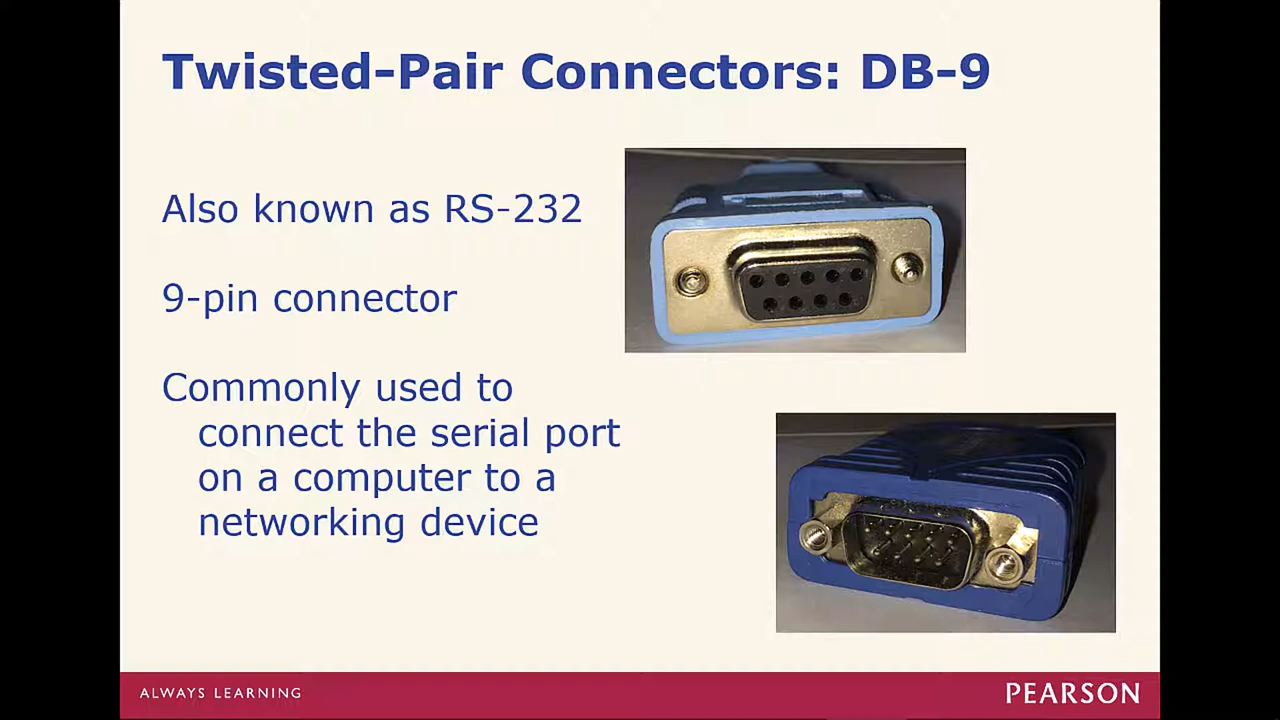 Twisted-Pair Connectors: DB-9
Also known as RS-232
9-pin connector
Commonly used to
connect the serial port
on a computer to a
networking device
ALWAYS LEARNING
PEARSON